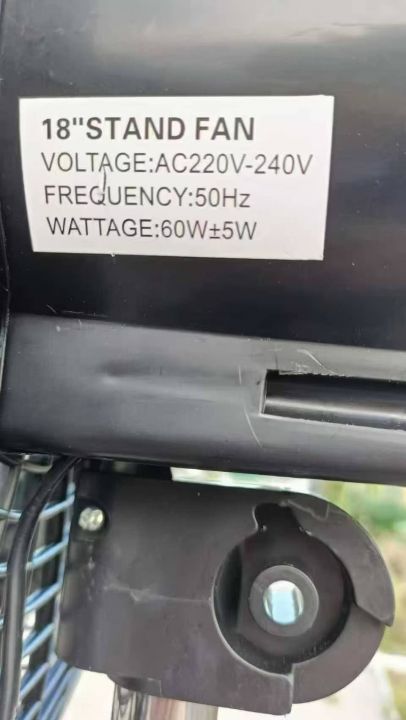 18"STAND FAN
VOLTAGE:AC220V-240V
FREQUENCY:50Hz
WATTAGE:60W±5W